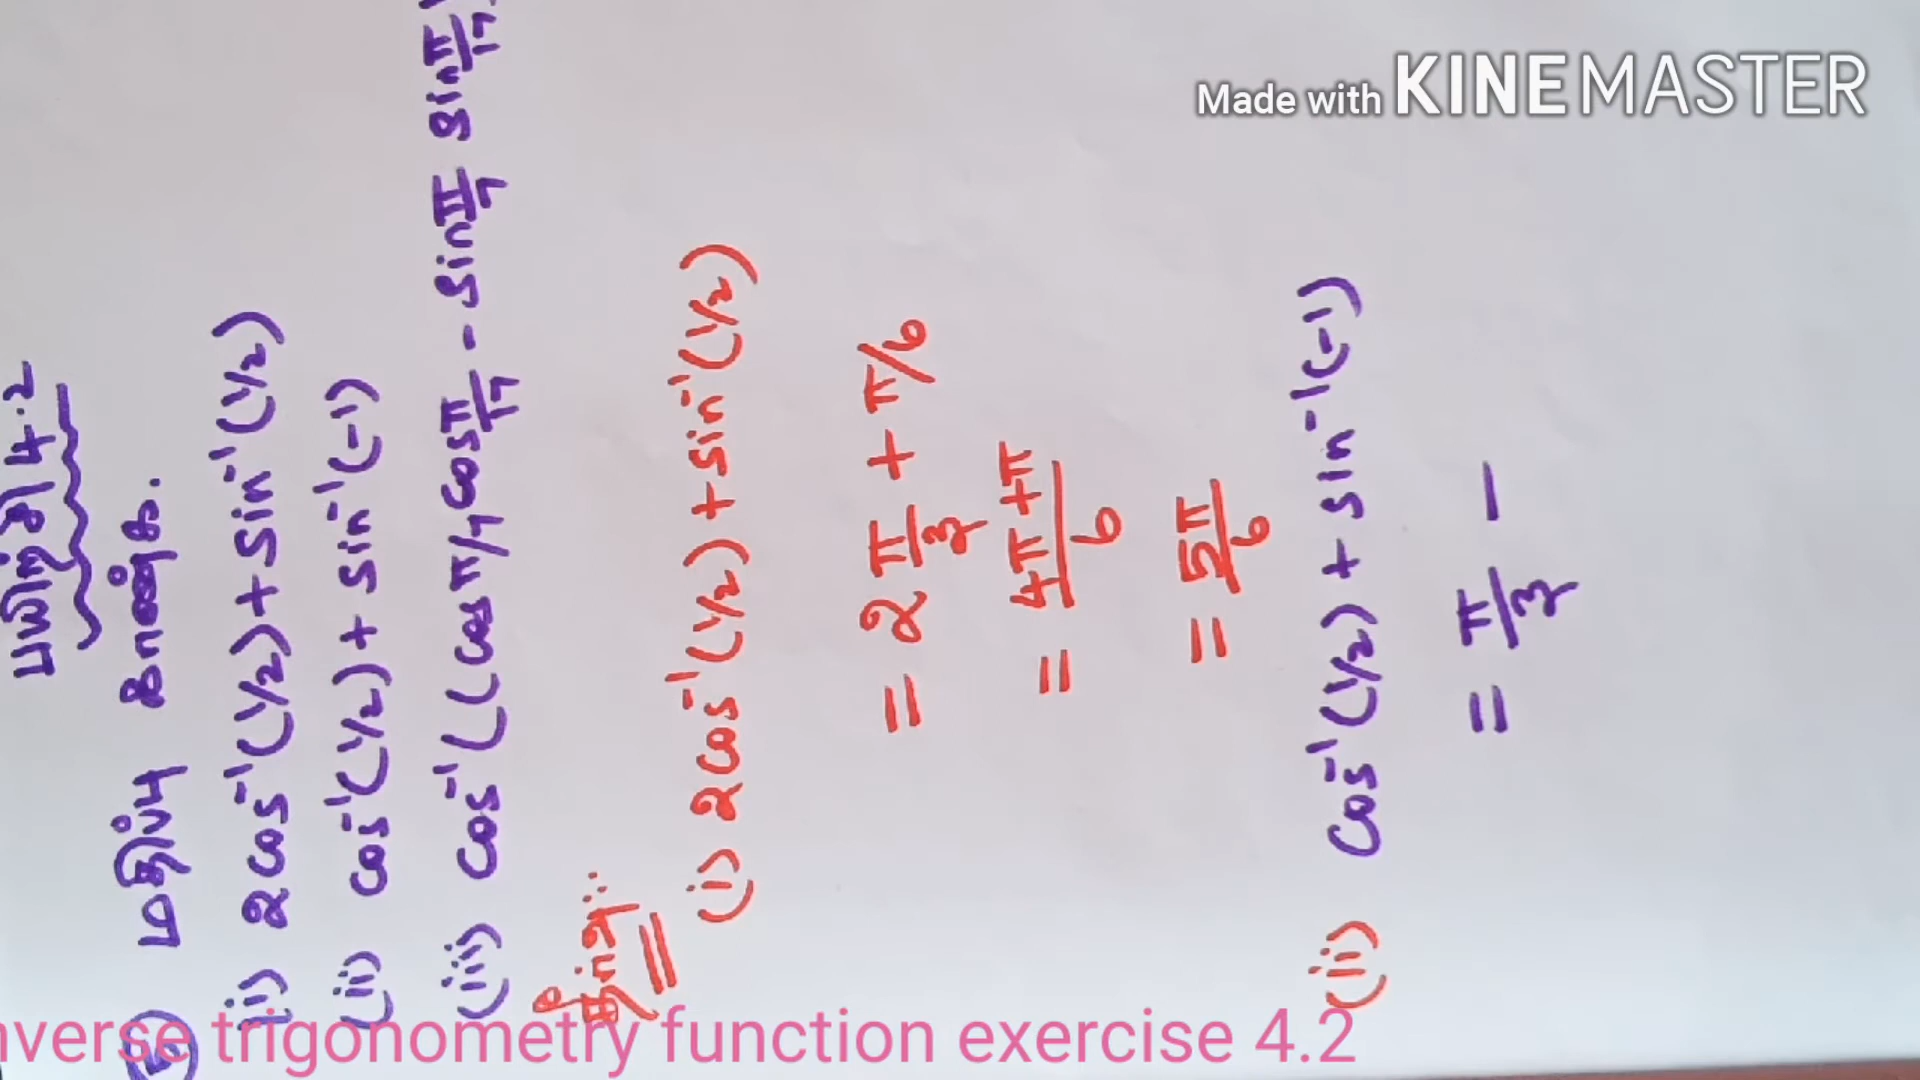 பயிற்சி 4.2
மதிப்பு காண்க.
(i) 2cos⁻¹(1/2)+sin⁻¹(1/2)
(ii) cos⁻¹(1/2)+sin⁻¹(-1)
(iii) cos⁻¹(cos π/7 cos π/17 - sin π/7 sin π/17
தீர்வு:
(i) 2cos⁻¹(1/2)+sin⁻¹(1/2)
= 2 π/3 + π/6
= 4π+π/6
= 5π/6
(ii) cos⁻¹(1/2)+sin⁻¹(-1)
= π/3 -
Made with KINEMASTER
nverse trigonometry function exercise 4.2